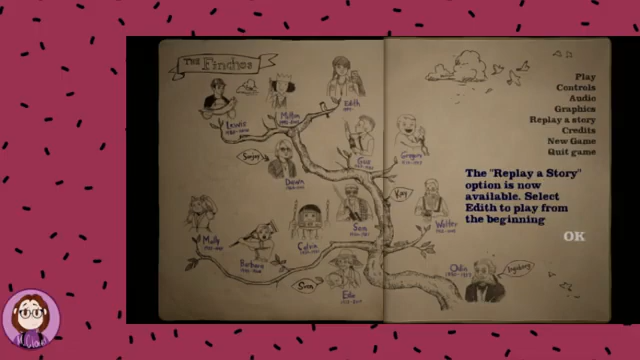 The Finches
Lewis
Milton
Edith
Gus
Gregory
Sanjay
Dawn
Kay
Sam
Walter
Molly
Barbara
Calvin
Sven
Edie
Odin
Ingeborg
Play
Controls
Audio
Graphics
Replay a story
Credits
New Game
Quit game
The "Replay a Story"
option is now
available. Select
Edith to play from
the beginning
OK